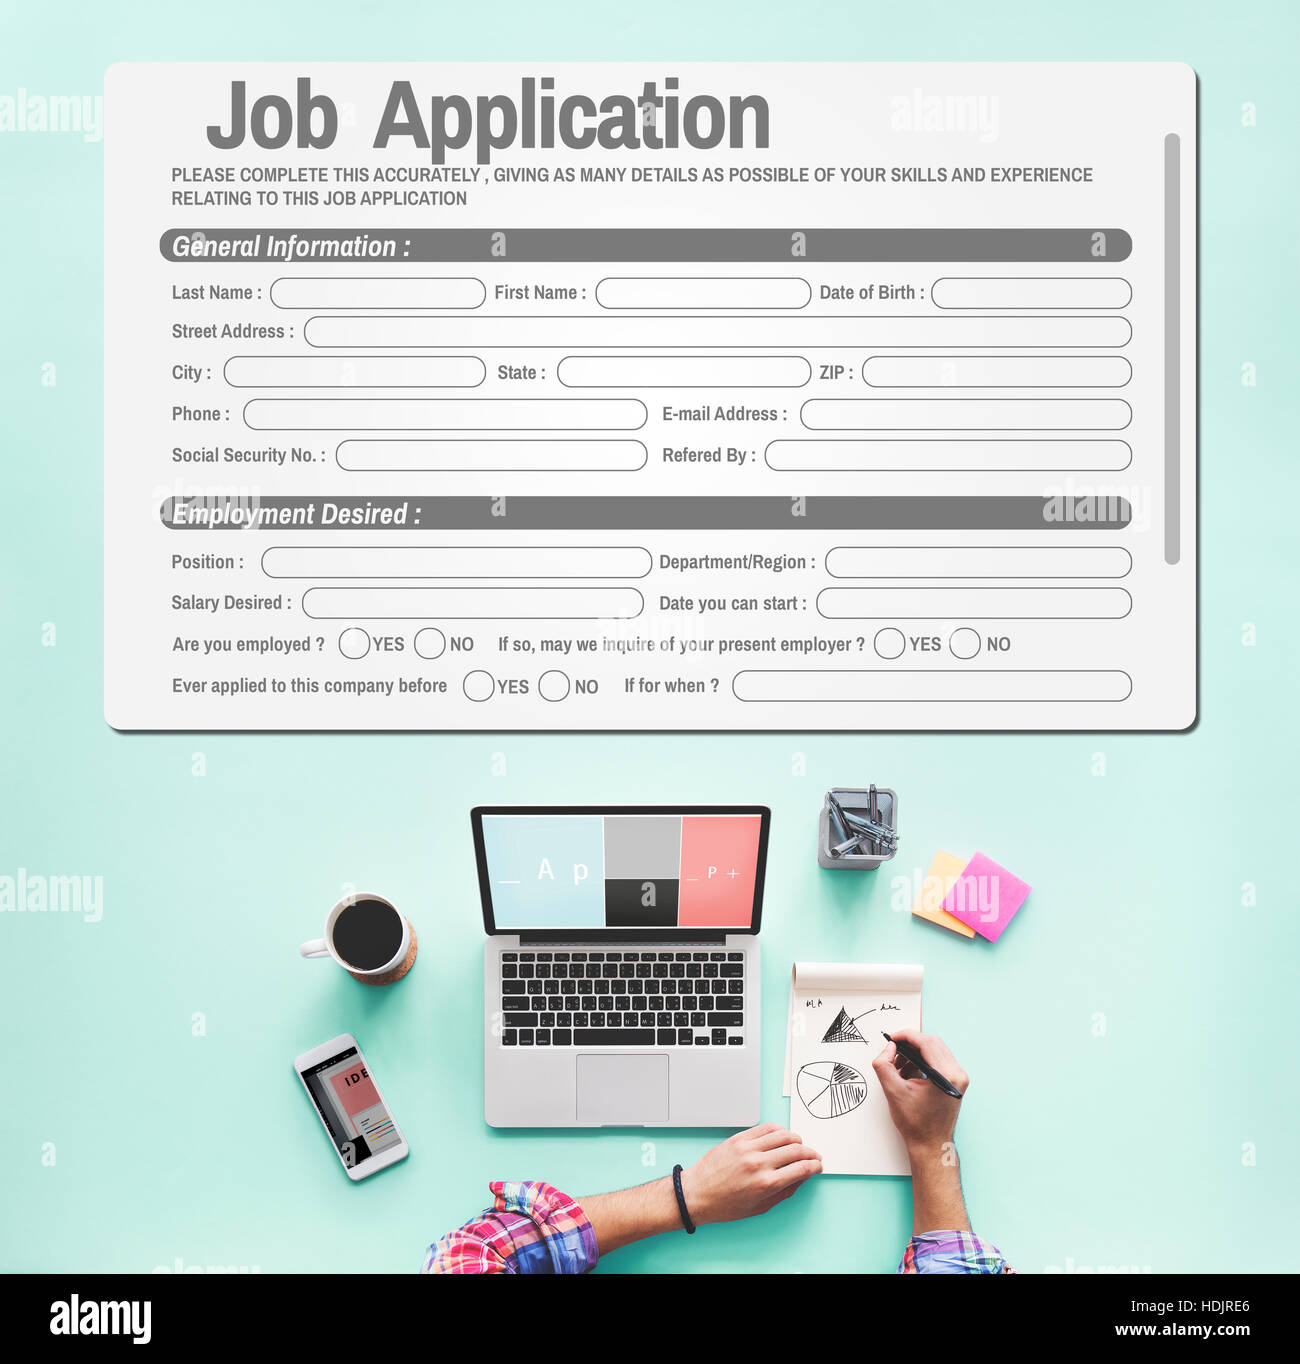 Job Application
PLEASE COMPLETE THIS ACCURATELY , GIVING AS MANY DETAILS AS POSSIBLE OF YOUR SKILLS AND EXPERIENCE
RELATING TO THIS JOB APPLICATION
General Information :
Last Name : First Name : Date of Birth :
Street Address :
City : State : ZIP :
Phone : E-mail Address :
Social Security No. : Refered By :
Employment Desired :
Position : Department/Region :
Salary Desired : Date you can start :
Are you employed ? YES NO If so, may we inquire of your present employer ? YES NO
Ever applied to this company before YES NO If for when ?
_ A p _ P +
IDE
alamy
Image ID: HDJRE6
www.alamy.com